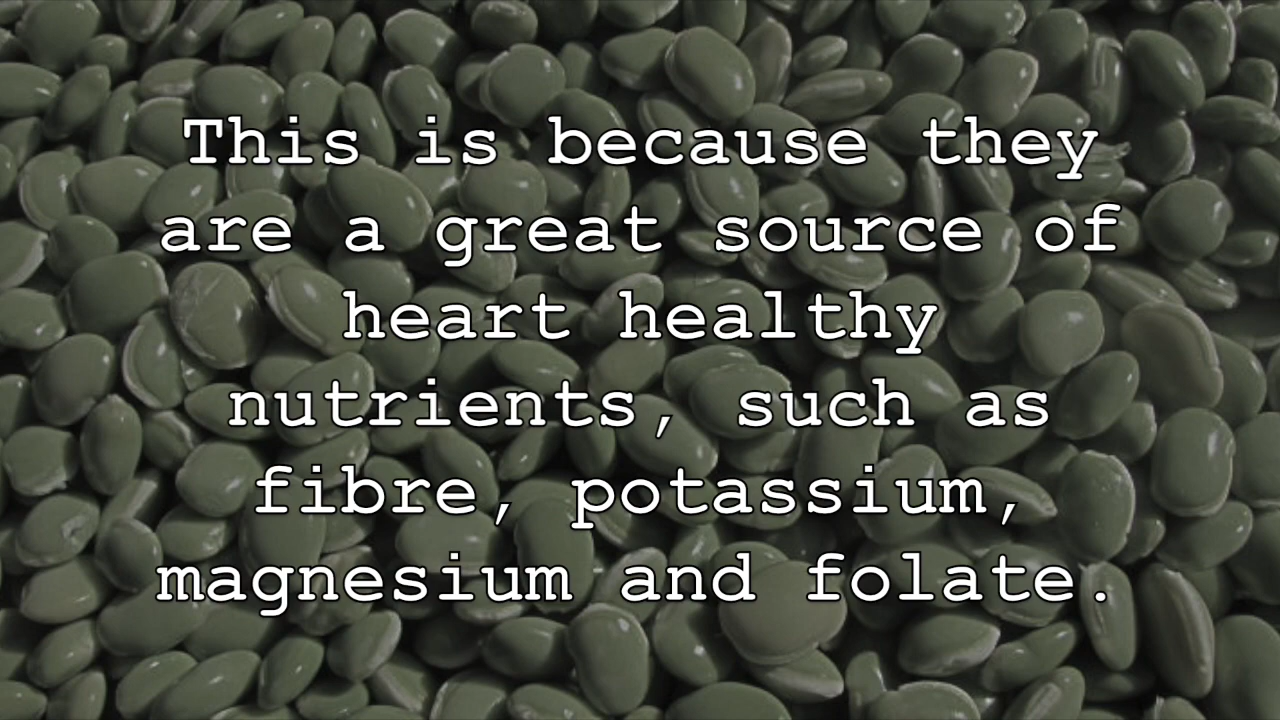 This is because they
are a great source of
heart healthy
nutrients, such as
fibre, potassium,
magnesium and folate.